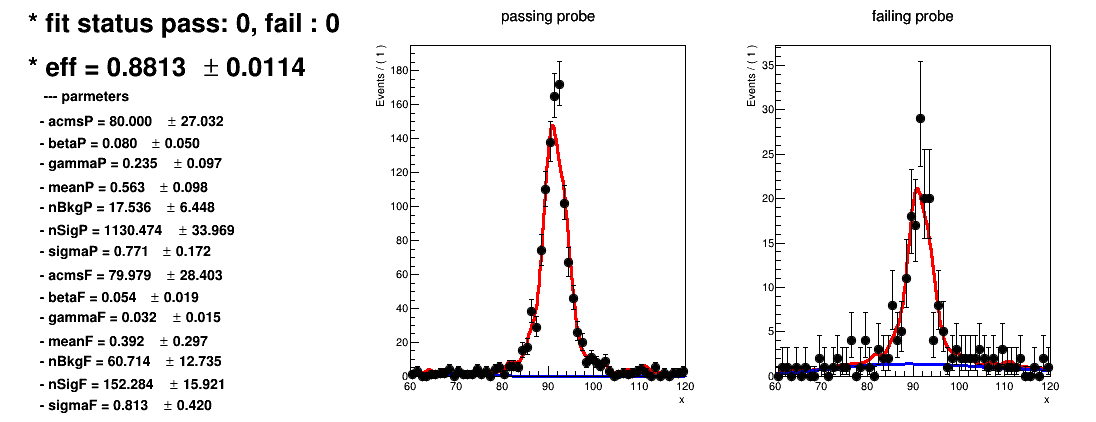 * fit status pass: 0, fail : 0
* eff = 0.8813 ± 0.0114
--- parmeters
- acmsP = 80.000 ± 27.032
- betaP = 0.080 ± 0.050
- gammaP = 0.235 ± 0.097
- meanP = 0.563 ± 0.098
- nBkgP = 17.536 ± 6.448
- nSigP = 1130.474 ± 33.969
- sigmaP = 0.771 ± 0.172
- acmsF = 79.979 ± 28.403
- betaF = 0.054 ± 0.019
- gammaF = 0.032 ± 0.015
- meanF = 0.392 ± 0.297
- nBkgF = 60.714 ± 12.735
- nSigF = 152.284 ± 15.921
- sigmaF = 0.813 ± 0.420
passing probe
Events / ( 1 )
180
160
140
120
100
80
60
40
20
0
60 70 80 90 100 110 120
x
failing probe
Events / ( 1 )
35
30
25
20
15
10
5
0
60 70 80 90 100 110 120
x